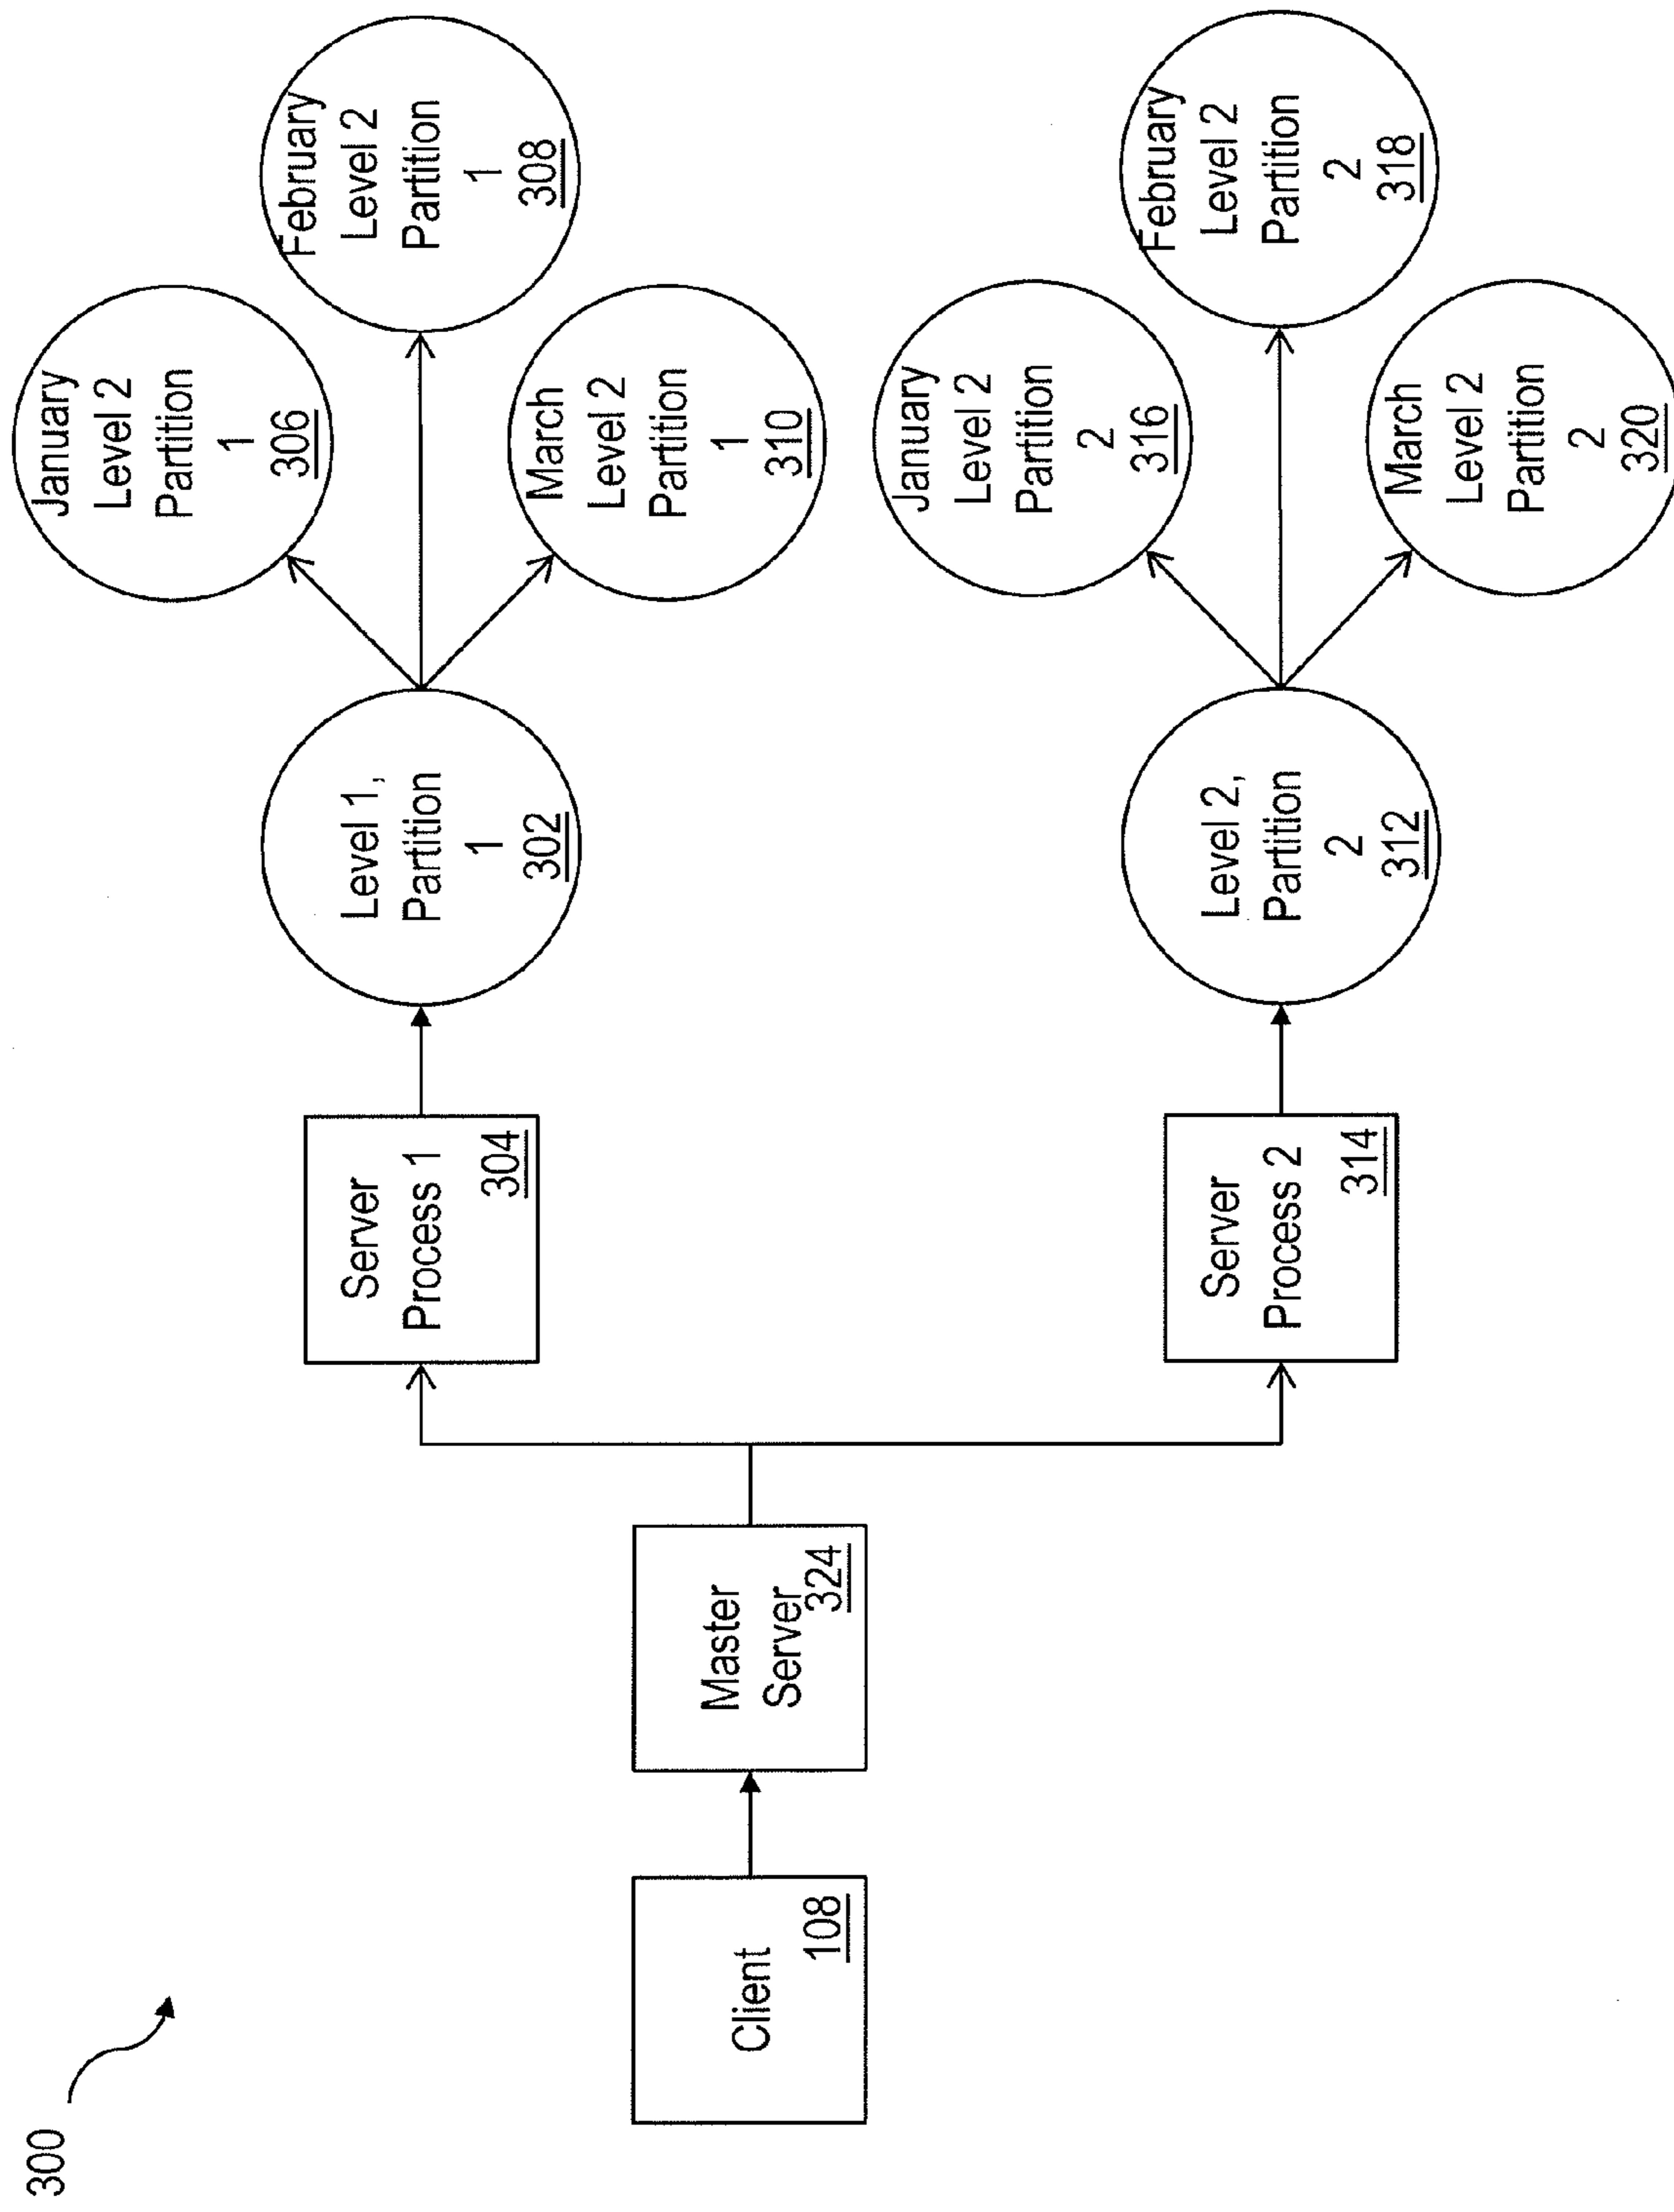 300
Client
108
Master
Server
324
Server
Process 1
304
Server
Process 2
314
Level 1,
Partition
1
302
Level 2,
Partition
2
312
January
Level 2
Partition
1
306
February
Level 2
Partition
1
308
March
Level 2
Partition
1
310
January
Level 2
Partition
2
316
February
Level 2
Partition
2
318
March
Level 2
Partition
2
320